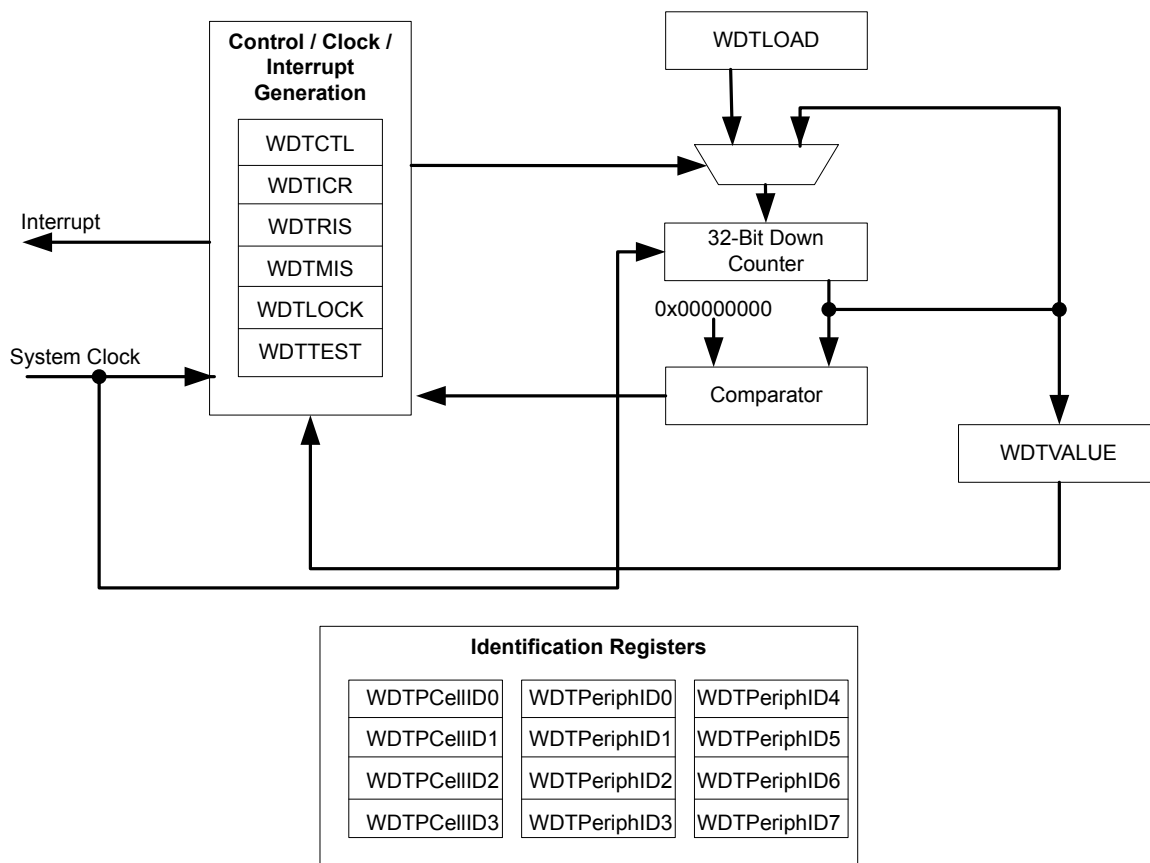 Control / Clock /
Interrupt
Generation
WDTCTL
WDTICR
WDTRIS
WDTMIS
WDTLOCK
WDTTEST
Interrupt
System Clock
WDTLOAD
32-Bit Down
Counter
0x00000000
Comparator
WDTVALUE
Identification Registers
WDTPCellID0
WDTPeriphID0
WDTPeriphID4
WDTPCellID1
WDTPeriphID1
WDTPeriphID5
WDTPCellID2
WDTPeriphID2
WDTPeriphID6
WDTPCellID3
WDTPeriphID3
WDTPeriphID7